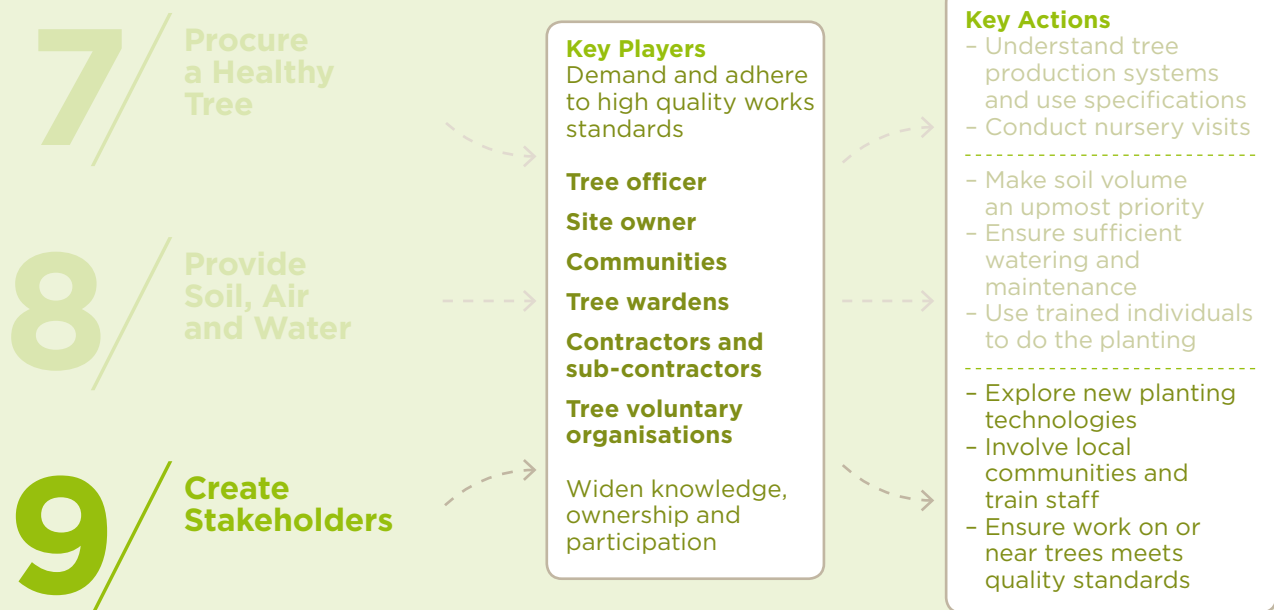 7
Procure
a Healthy
Tree
8
Provide
Soil, Air
and Water
9
Create
Stakeholders
Key Players
Demand and adhere
to high quality works
standards
Tree officer
Site owner
Communities
Tree wardens
Contractors and
sub-contractors
Tree voluntary
organisations
Widen knowledge,
ownership and
participation
Key Actions
– Understand tree
production systems
and use specifications
– Conduct nursery visits
– Make soil volume
an upmost priority
– Ensure sufficient
watering and
maintenance
– Use trained individuals
to do the planting
– Explore new planting
technologies
– Involve local
communities and
train staff
– Ensure work on or
near trees meets
quality standards